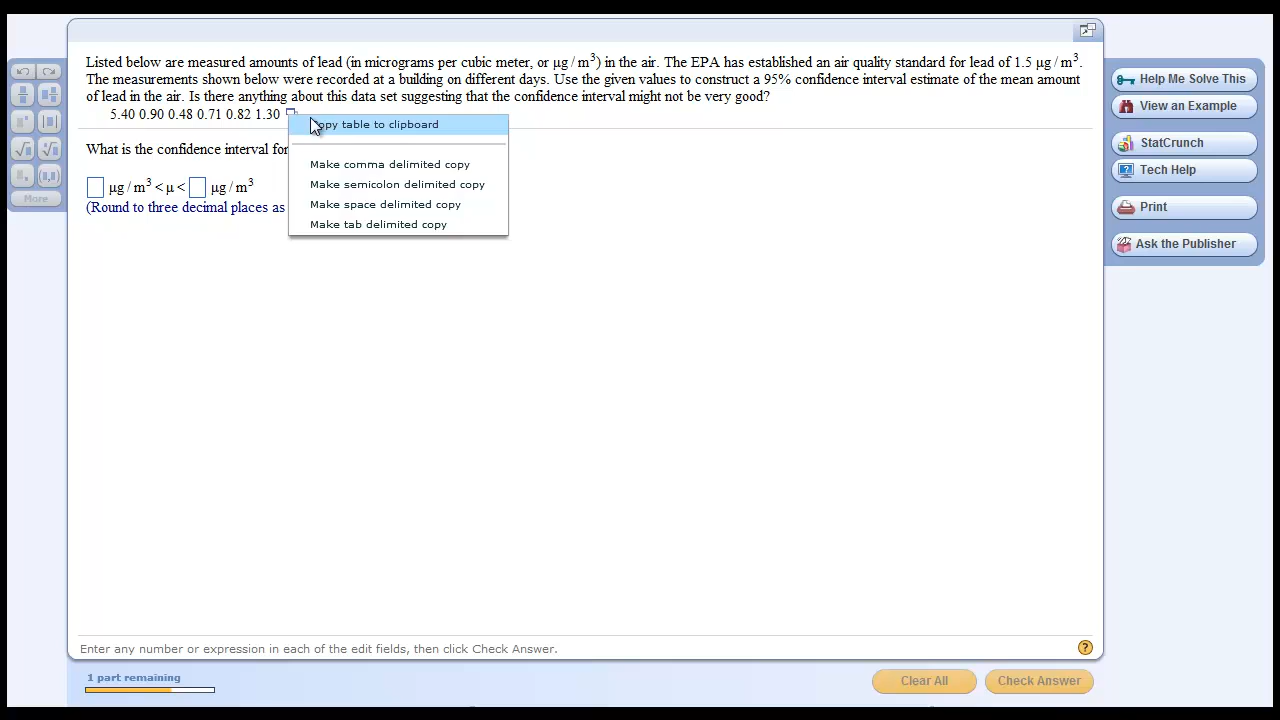 Listed below are measured amounts of lead (in micrograms per cubic meter, or μg / m³) in the air. The EPA has established an air quality standard for lead of 1.5 μg / m³.
The measurements shown below were recorded at a building on different days. Use the given values to construct a 95% confidence interval estimate of the mean amount
of lead in the air. Is there anything about this data set suggesting that the confidence interval might not be very good?
5.40 0.90 0.48 0.71 0.82 1.30
table to clipboard
What is the confidence interval for
Make comma delimited copy
Make semicolon delimited copy
μg / m³ < μ < μg / m³
(Round to three decimal places as
Make space delimited copy
Make tab delimited copy
More
Help Me Solve This
View an Example
StatCrunch
Tech Help
Print
Ask the Publisher
Enter any number or expression in each of the edit fields, then click Check Answer.
?
1 part remaining
Clear All
Check Answer